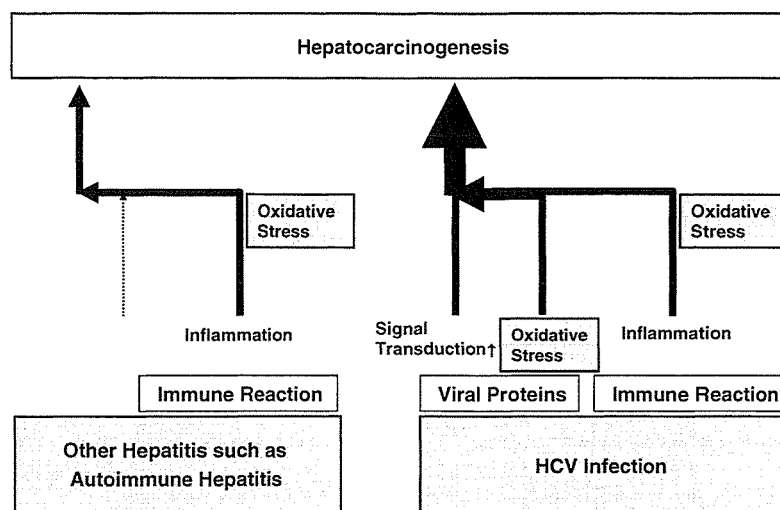 Hepatocarcinogenesis
Oxidative
Stress
Inflammation
Immune Reaction
Other Hepatitis such as
Autoimmune Hepatitis
Oxidative
Stress
Signal
Transduction↑
Oxidative
Stress
Inflammation
Viral Proteins
Immune Reaction
HCV Infection